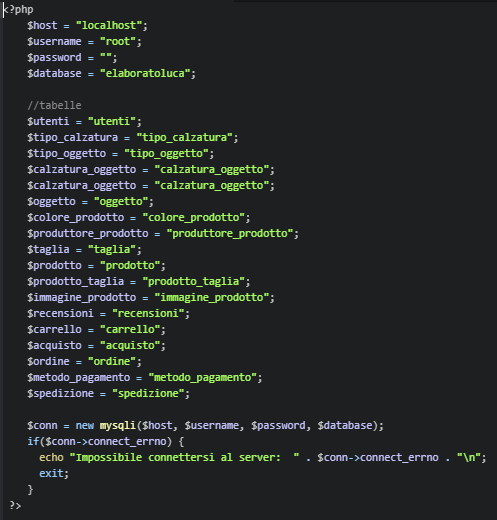 <?php
$host = "localhost";
$username = "root";
$password = "";
$database = "elaboratoluca";
//tabelle
$utenti = "utenti";
$tipo_calzatura = "tipo_calzatura";
$tipo_oggetto = "tipo_oggetto";
$calzatura_oggetto = "calzatura_oggetto";
$calzatura_oggetto = "calzatura_oggetto";
$oggetto = "oggetto";
$colore_prodotto = "colore_prodotto";
$produttore_prodotto = "produttore_prodotto";
$taglia = "taglia";
$prodotto = "prodotto";
$prodotto_taglia = "prodotto_taglia";
$immagine_prodotto = "immagine_prodotto";
$recensioni = "recensioni";
$carrello = "carrello";
$acquisto = "acquisto";
$ordine = "ordine";
$metodo_pagamento = "metodo_pagamento";
$spedizione = "spedizione";
$conn = new mysqli($host, $username, $password, $database);
if($conn->connect_errno) {
echo "Impossibile connettersi al server:  " . $conn->connect_errno . "\n";
exit;
}
?>